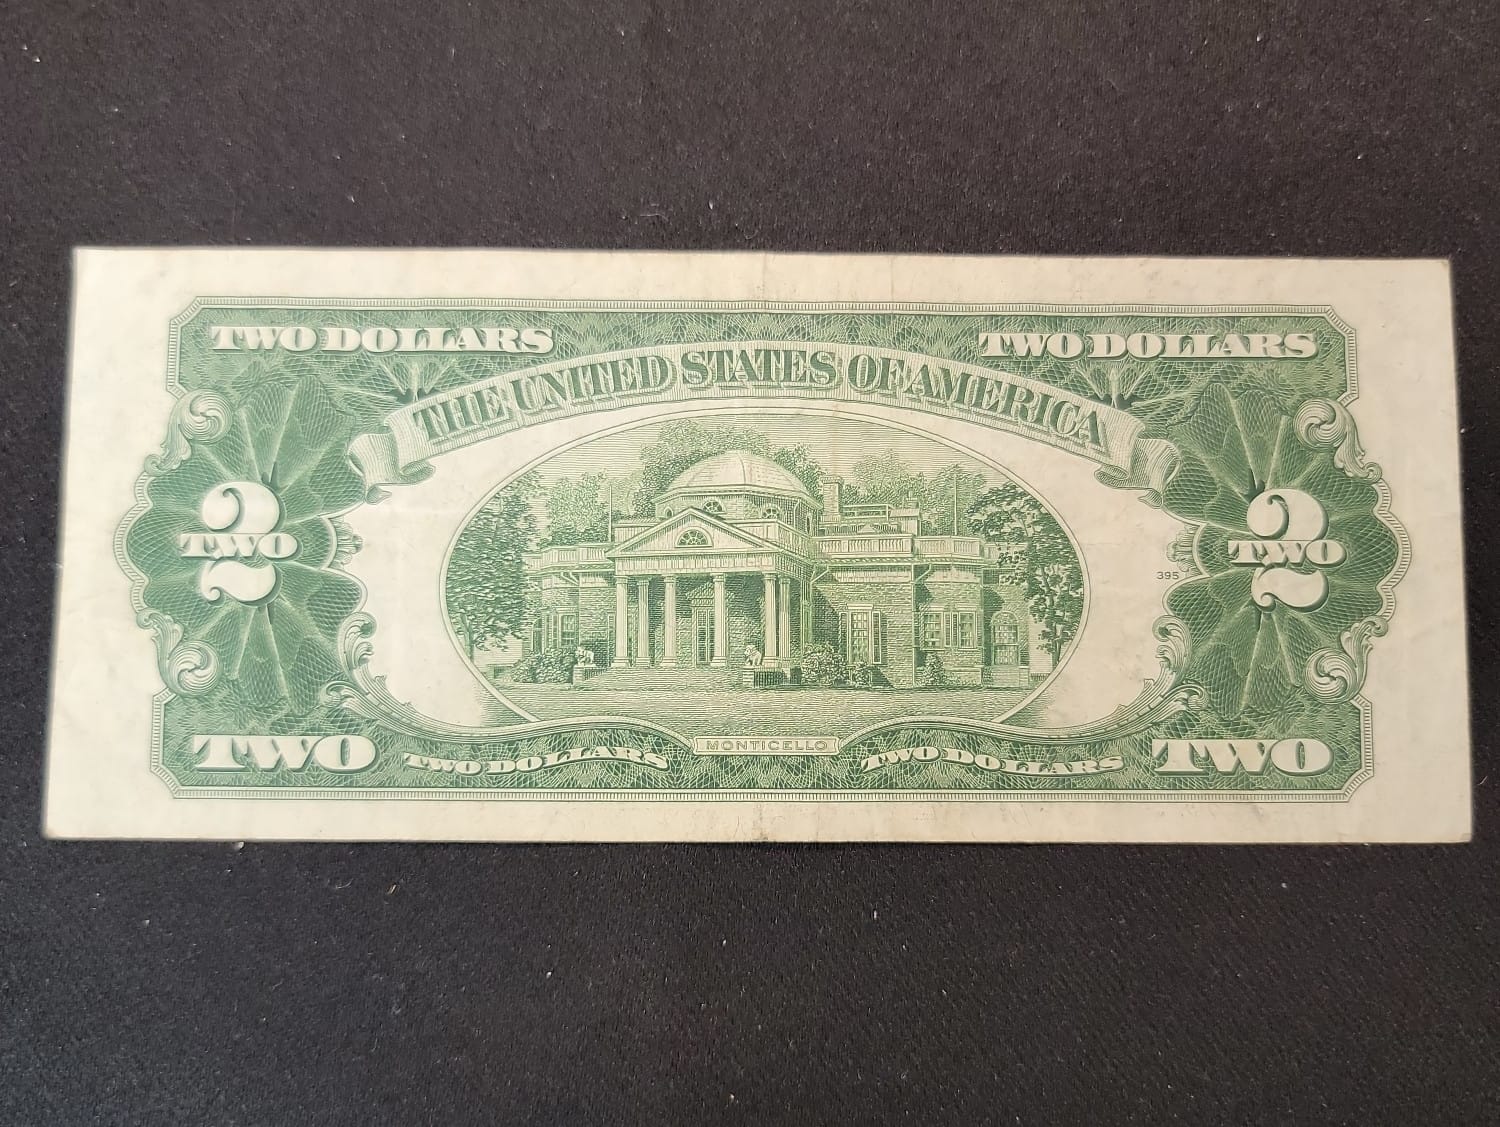 TWO DOLLARS
TWO DOLLARS
THE UNITED STATES OF AMERICA
2
TWO
2
TWO
395
TWO
TWO DOLLARS
MONTICELLO
TWO DOLLARS
TWO